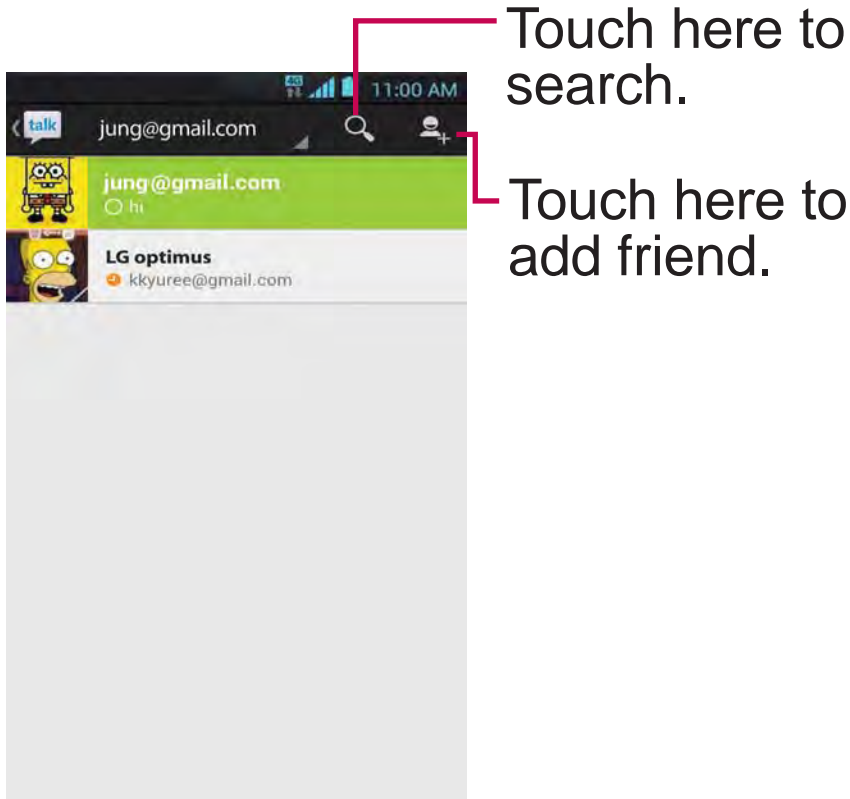 Touch here to
search.
4G 11:00 AM
talk jung@gmail.com
jung@gmail.com
hi
Touch here to
add friend.
LG optimus
kkyuree@gmail.com